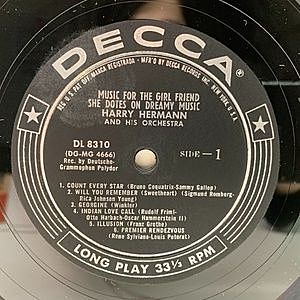 DECCA
REG. U.S. PAT. OFF. MARCA REGISTRADA - MF'D BY DECCA RECORDS, INC., NEW YORK, U.S.A.
MUSIC FOR THE GIRL FRIEND
SHE DOTES ON DREAMY MUSIC
HARRY HERMANN
AND HIS ORCHESTRA
DL 8310
(DG-MG 4666)
Rec. by Deutsche-
Grammophon Polydor
SIDE - 1
1. COUNT EVERY STAR (Bruno Coquatrix-Sammy Gallop)
2. WILL YOU REMEMBER (Sweetheart) (Sigmund Romberg-
Rica Johnson Young)
3. GEORGINE (Winkler)
4. INDIAN LOVE CALL (Rudolf Friml-
Otto Harbach-Oscar Hammerstein II)
5. ILLUSION (Franz Grothe)
6. PREMIER RENDEZVOUS
(Rene Sylviano-Louis Poterat)
LONG PLAY 33⅓ RPM